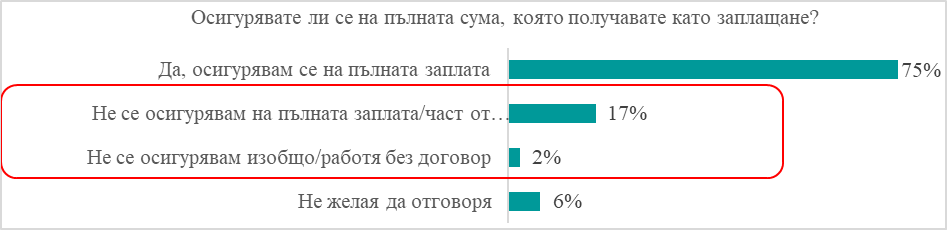 Осигурявате ли се на пълната сума, която получавате като заплащане?
Да, осигурявам се на пълната заплата 75%
Не се осигурявам на пълната заплата/част от… 17%
Не се осигурявам изобщо/работя без договор 2%
Не желая да отговоря 6%